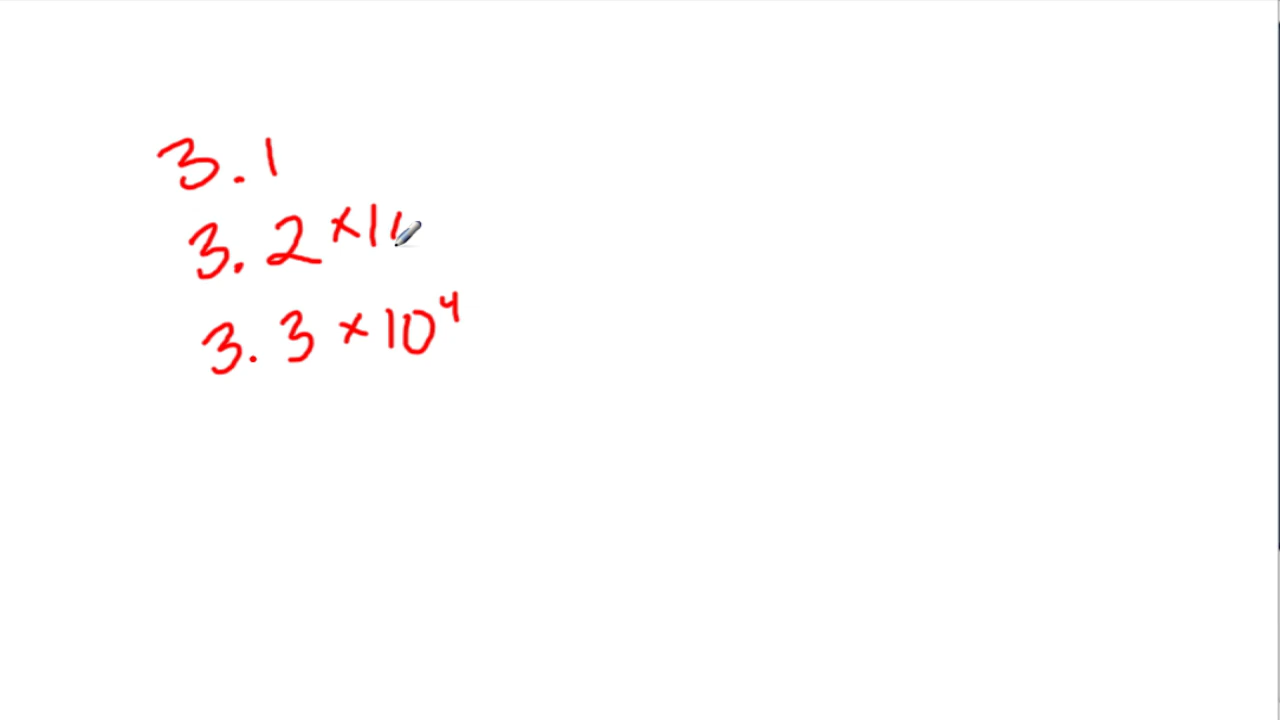 3.1
3.2 × 1
3.3 × 10⁴